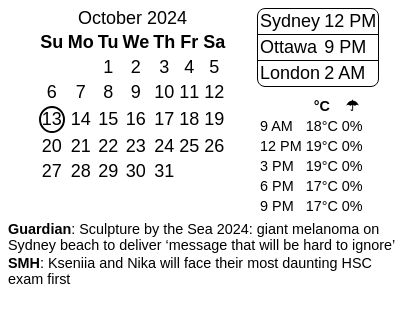 October 2024
Su Mo Tu We Th Fr Sa
1 2 3 4 5
6 7 8 9 10 11 12
13 14 15 16 17 18 19
20 21 22 23 24 25 26
27 28 29 30 31
Sydney 12 PM
Ottawa 9 PM
London 2 AM
°C ☂
9 AM 18°C 0%
12 PM 19°C 0%
3 PM 19°C 0%
6 PM 17°C 0%
9 PM 17°C 0%
Guardian: Sculpture by the Sea 2024: giant melanoma on
Sydney beach to deliver ‘message that will be hard to ignore’
SMH: Kseniia and Nika will face their most daunting HSC
exam first